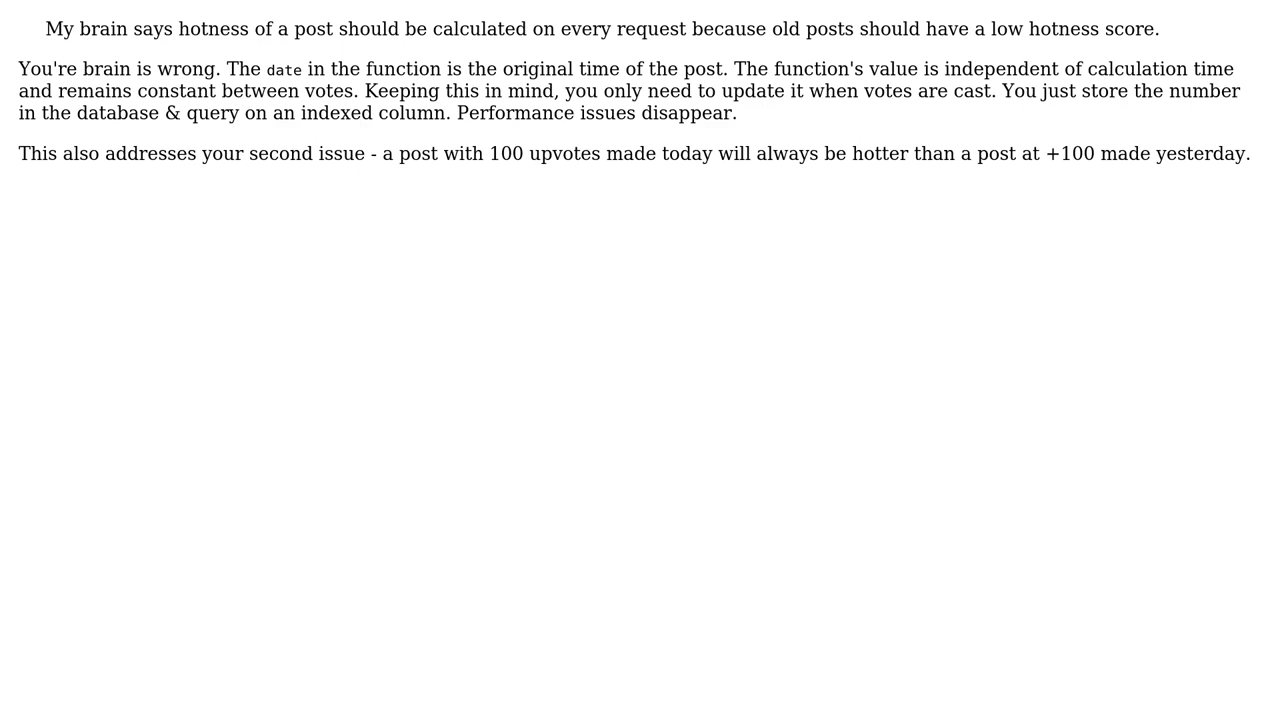 My brain says hotness of a post should be calculated on every request because old posts should have a low hotness score.
You're brain is wrong. The date in the function is the original time of the post. The function's value is independent of calculation time
and remains constant between votes. Keeping this in mind, you only need to update it when votes are cast. You just store the number
in the database & query on an indexed column. Performance issues disappear.
This also addresses your second issue - a post with 100 upvotes made today will always be hotter than a post at +100 made yesterday.